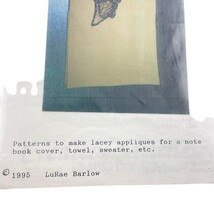 Patterns to make lacey appliques for a note
book cover, towel, sweater, etc.
© 1995 LuRae Barlow